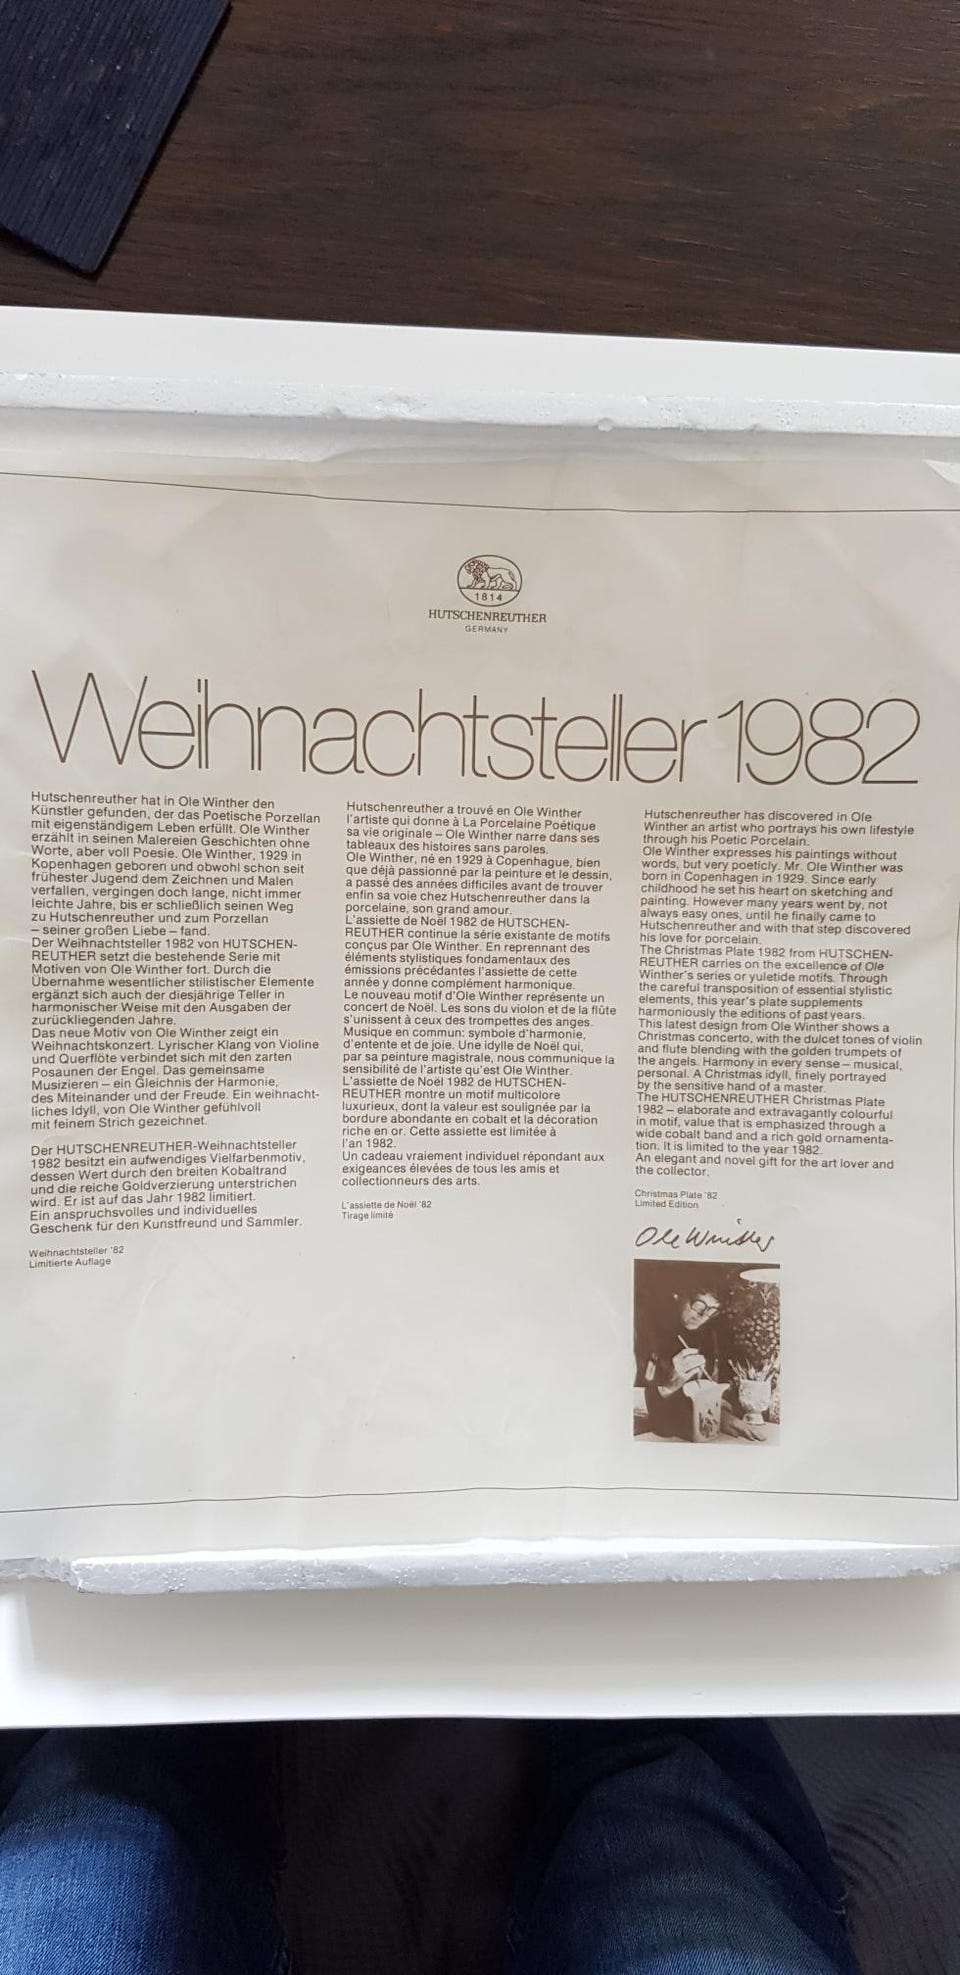 1814
HUTSCHENREUTHER
GERMANY
Weihnachtsteller 1982
Hutschenreuther hat in Ole Winther den
Künstler gefunden, der das Poetische Porzellan
mit eigenständigem Leben erfüllt. Ole Winther
erzählt in seinen Malereien Geschichten ohne
Worte, aber voll Poesie. Ole Winther, 1929 in
Kopenhagen geboren und obwohl schon seit
frühester Jugend dem Zeichnen und Malen
verfallen, vergingen doch lange, nicht immer
leichte Jahre, bis er schließlich seinen Weg
zu Hutschenreuther und zum Porzellan
– seiner großen Liebe – fand.
Der Weihnachtsteller 1982 von HUTSCHEN-
REUTHER setzt die bestehende Serie mit
Motiven von Ole Winther fort. Durch die
Übernahme wesentlicher stilistischer Elemente
ergänzt sich auch der diesjährige Teller in
harmonischer Weise mit den Ausgaben der
zurückliegenden Jahre.
Das neue Motiv von Ole Winther zeigt ein
Weihnachtskonzert. Lyrischer Klang von Violine
und Querflöte verbindet sich mit den zarten
Posaunen der Engel. Das gemeinsame
Musizieren – ein Gleichnis der Harmonie,
des Miteinander und der Freude. Ein weihnacht-
liches Idyll, von Ole Winther gefühlvoll
mit feinem Strich gezeichnet.
Der HUTSCHENREUTHER-Weihnachtsteller
1982 besitzt ein aufwendiges Vielfarbenmotiv,
dessen Wert durch den breiten Kobaltrand
und die reiche Goldverzierung unterstrichen
wird. Er ist auf das Jahr 1982 limitiert.
Ein anspruchsvolles und individuelles
Geschenk für den Kunstfreund und Sammler.
Weihnachtsteller '82
Limitierte Auflage
Hutschenreuther a trouvé en Ole Winther
l'artiste qui donne à La Porcelaine Poétique
sa vie originale – Ole Winther narre dans ses
tableaux des histoires sans paroles.
Ole Winther, né en 1929 à Copenhague, bien
que déjà passionné par la peinture et le dessin,
a passé des années difficiles avant de trouver
enfin sa voie chez Hutschenreuther dans la
porcelaine, son grand amour.
L'assiette de Noël 1982 de HUTSCHEN-
REUTHER continue la série existante de motifs
conçus par Ole Winther. En reprennant des
éléments stylistiques fondamentaux des
émissions précédantes l'assiette de cette
année y donne complément harmonique.
Le nouveau motif d'Ole Winther représente un
concert de Noël. Les sons du violon et de la flûte
s'unissent à ceux des trompettes des anges.
Musique en commun: symbole d'harmonie,
d'entente et de joie. Une idylle de Noël qui,
par sa peinture magistrale, nous communique la
sensibilité de l'artiste qu'est Ole Winther.
L'assiette de Noël 1982 de HUTSCHEN-
REUTHER montre un motif multicolore
luxurieux, dont la valeur est soulignée par la
bordure abondante en cobalt et la décoration
riche en or. Cette assiette est limitée à
l'an 1982.
Un cadeau vraiment individuel répondant aux
exigeances élevées de tous les amis et
collectionneurs des arts.
L'assiette de Noël '82
Tirage limité
Hutschenreuther has discovered in Ole
Winther an artist who portrays his own lifestyle
through his Poetic Porcelain.
Ole Winther expresses his paintings without
words, but very poeticly. Mr. Ole Winther was
born in Copenhagen in 1929. Since early
childhood he set his heart on sketching and
painting. However many years went by, not
always easy ones, until he finally came to
Hutschenreuther and with that step discovered
his love for porcelain.
The Christmas Plate 1982 from HUTSCHEN-
REUTHER carries on the excellence of Ole
Winther's series or yuletide motifs. Through
the careful transposition of essential stylistic
elements, this year's plate supplements
harmoniously the editions of past years.
This latest design from Ole Winther shows a
Christmas concerto, with the dulcet tones of violin
and flute blending with the golden trumpets of
the angels. Harmony in every sense – musical,
personal. A Christmas idyll, finely portrayed
by the sensitive hand of a master.
The HUTSCHENREUTHER Christmas Plate
1982 – elaborate and extravagantly colourful
in motif, value that is emphasized through a
wide cobalt band and a rich gold ornamenta-
tion. It is limited to the year 1982.
An elegant and novel gift for the art lover and
the collector.
Christmas Plate '82
Limited Edition
Ole Winther